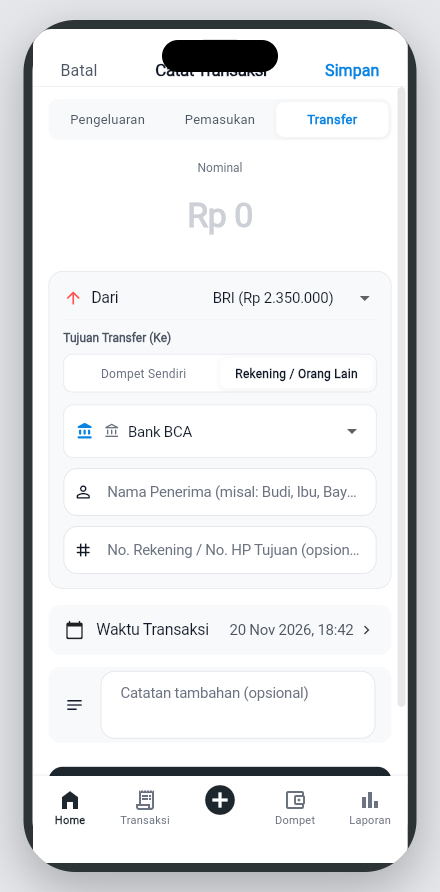 Batal
Catat Transaksi
Simpan
Pengeluaran
Pemasukan
Transfer
Nominal
Rp 0
Dari
BRI (Rp 2.350.000)
Tujuan Transfer (Ke)
Dompet Sendiri
Rekening / Orang Lain
Bank BCA
Nama Penerima (misal: Budi, Ibu, Bay...
No. Rekening / No. HP Tujuan (opsion...
Waktu Transaksi
20 Nov 2026, 18:42
Catatan tambahan (opsional)
Home
Transaksi
Dompet
Laporan